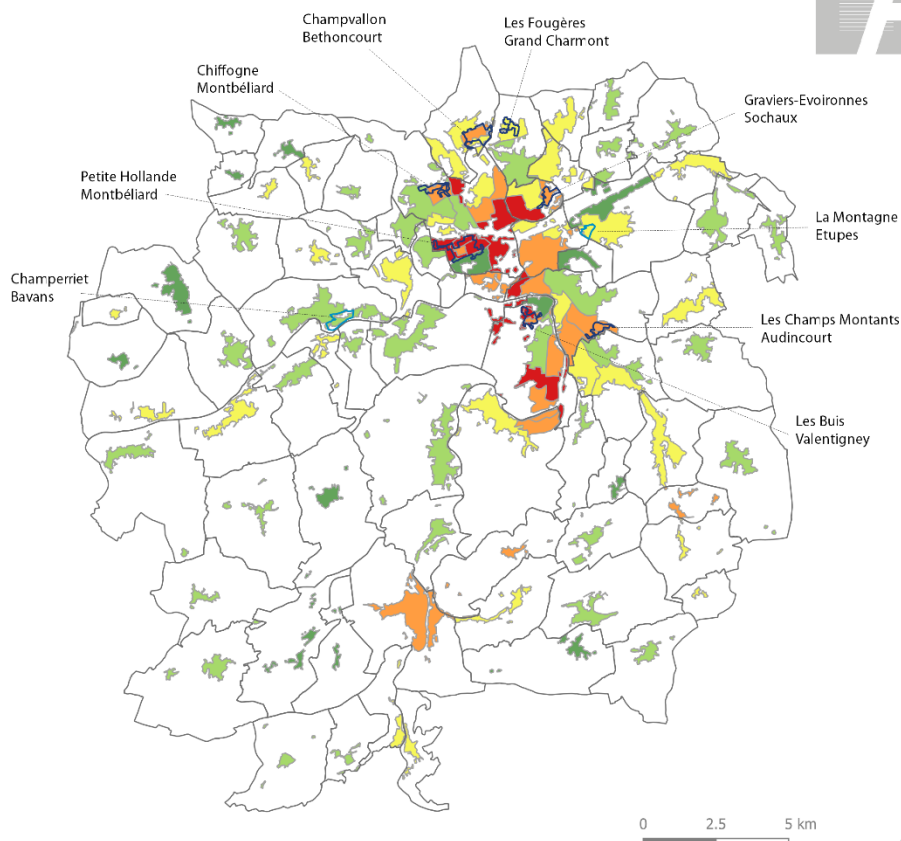 Champvallon
Bethoncourt
Les Fougères
Grand Charmont
Chiffogne
Montbéliard
Graviers-Evoironnes
Sochaux
Petite Hollande
Montbéliard
La Montagne
Etupes
Champerriet
Bavans
Les Champs Montants
Audincourt
Les Buis
Valentigney
0 2.5 5 km